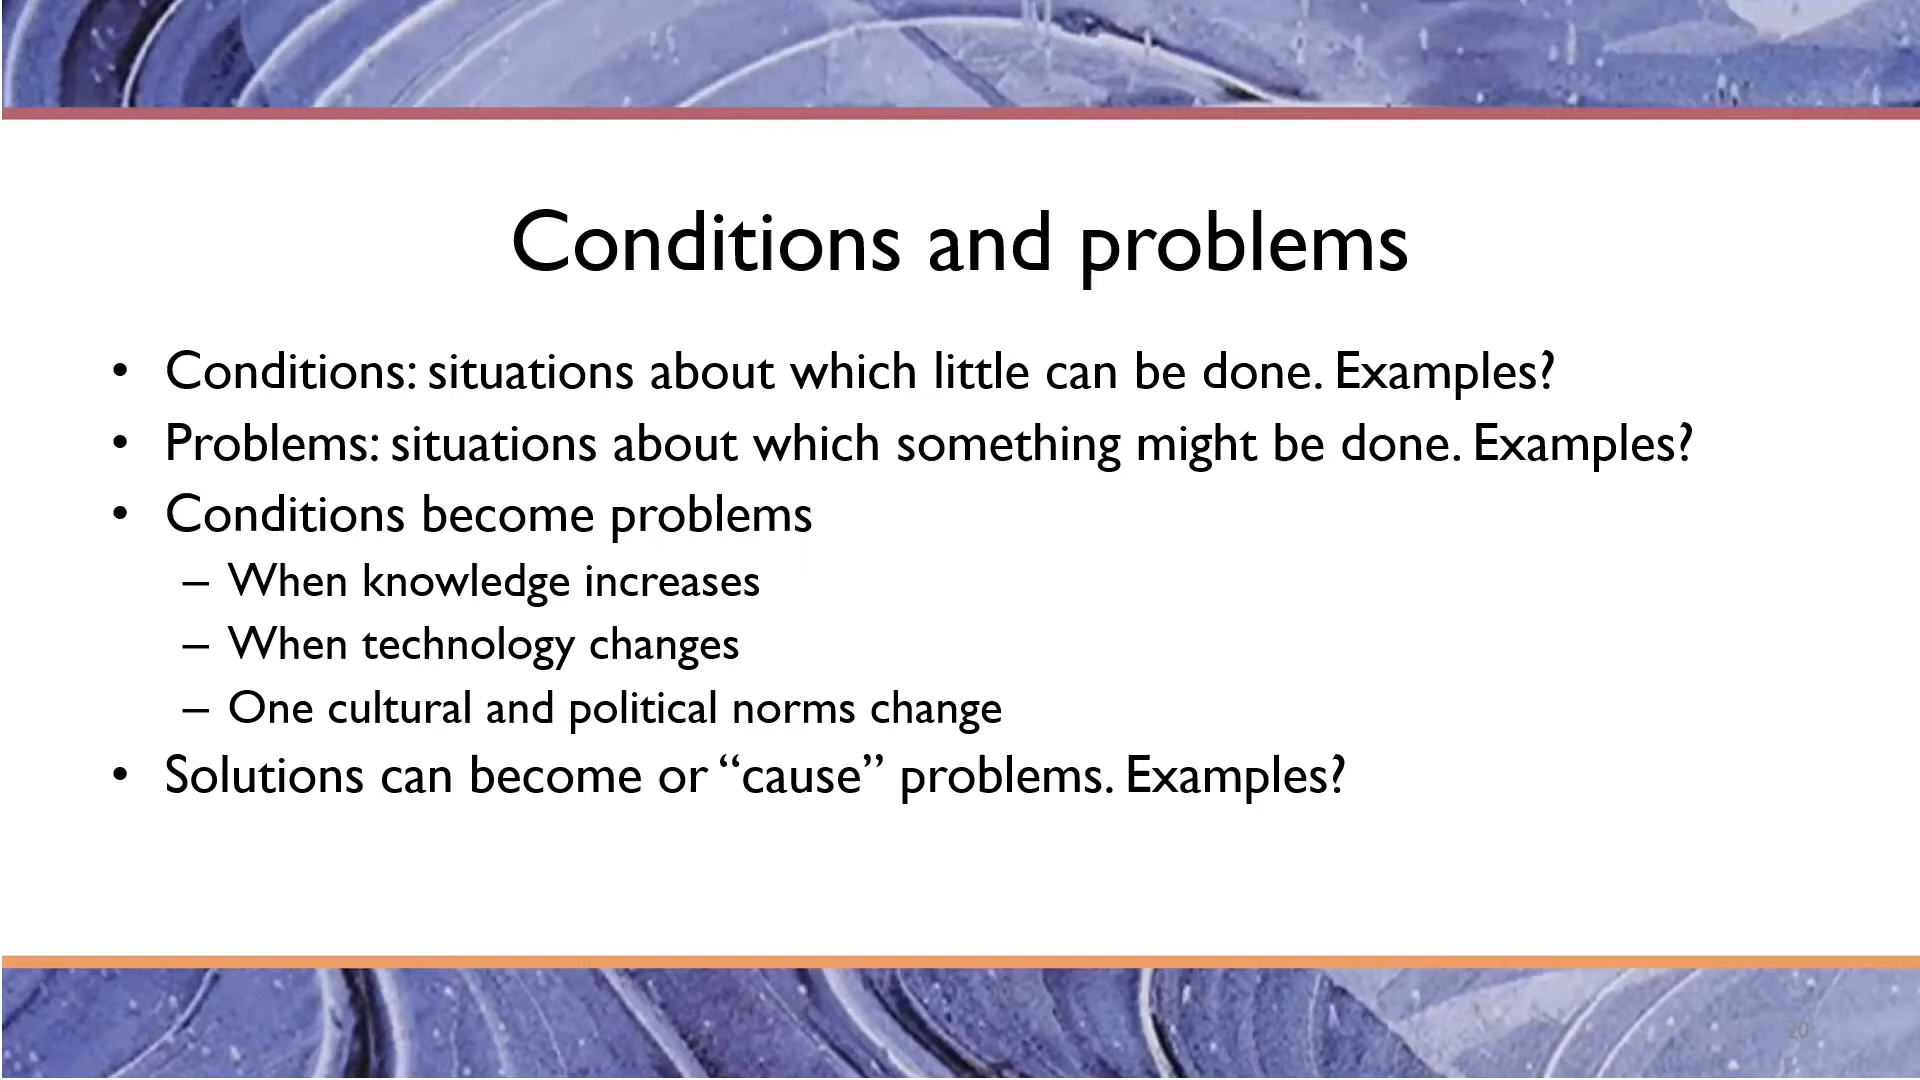 Conditions and problems
• Conditions: situations about which little can be done. Examples?
• Problems: situations about which something might be done. Examples?
• Conditions become problems
– When knowledge increases
– When technology changes
– One cultural and political norms change
• Solutions can become or “cause” problems. Examples?
20